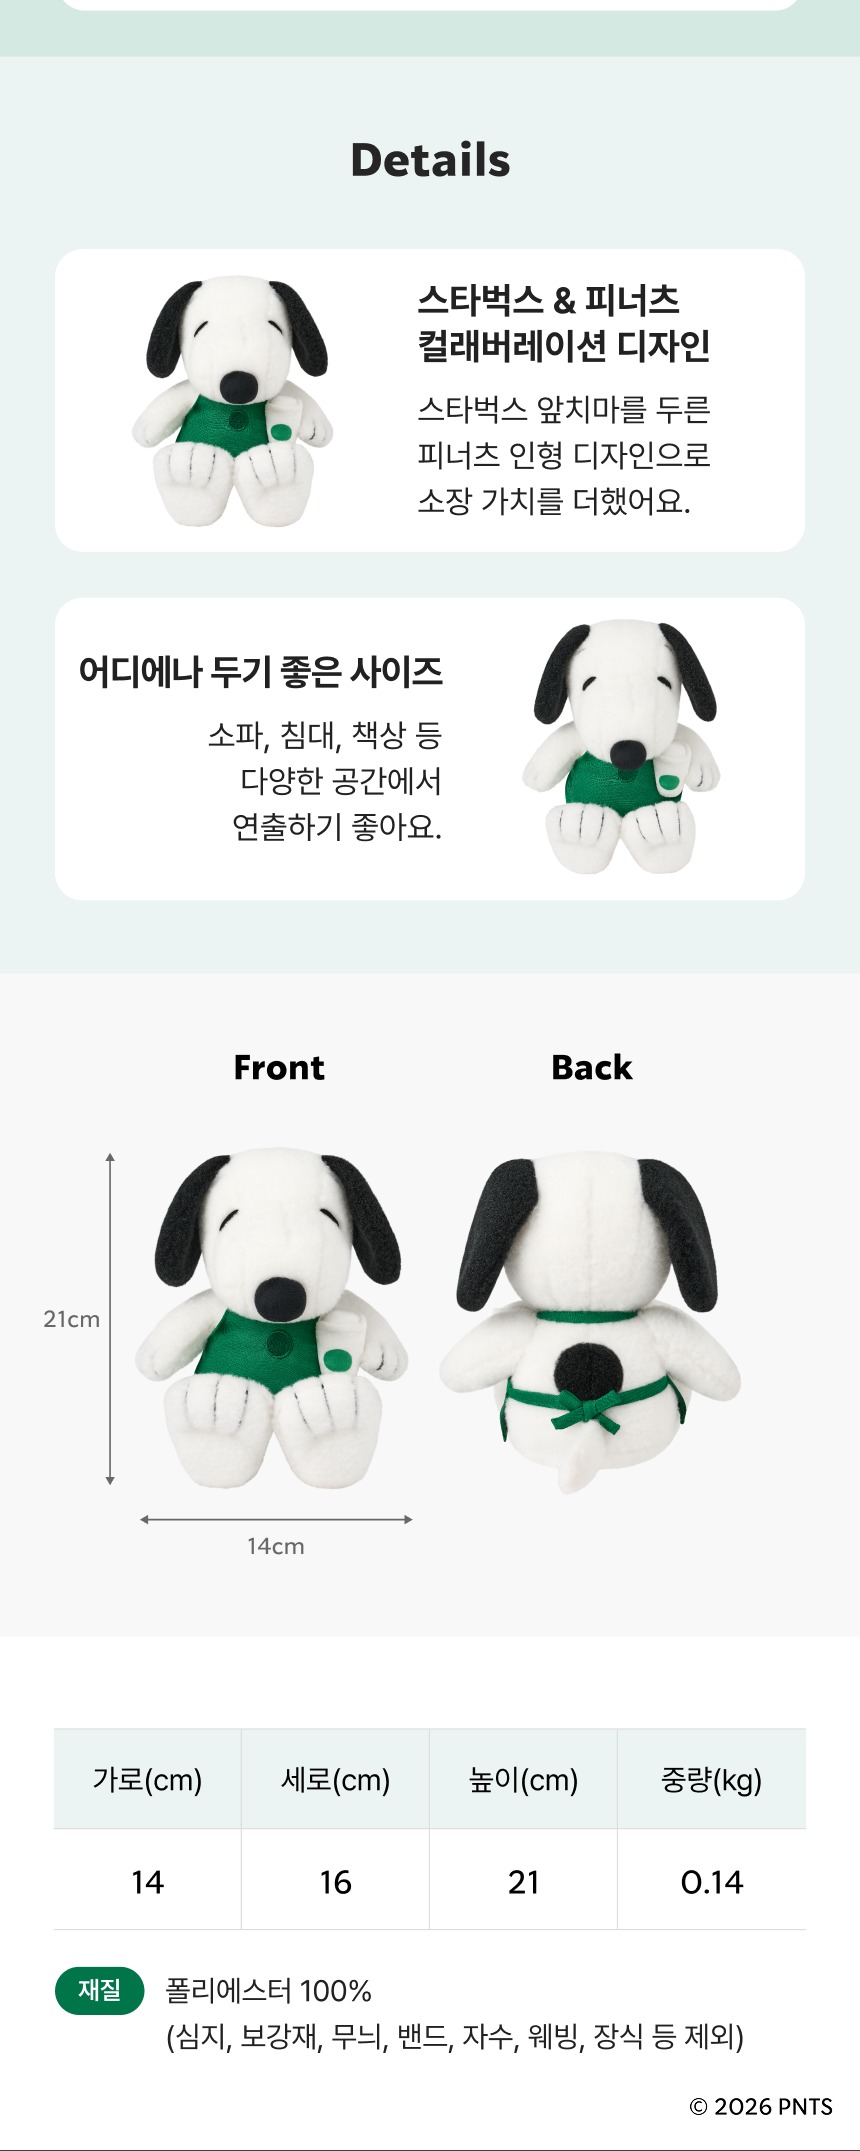 Details
스타벅스 & 피너츠
컬래버레이션 디자인
스타벅스 앞치마를 두른
피너츠 인형 디자인으로
소장 가치를 더했어요.
어디에나 두기 좋은 사이즈
소파, 침대, 책상 등
다양한 공간에서
연출하기 좋아요.
Front
Back
21cm
14cm
가로(cm) 세로(cm) 높이(cm) 중량(kg)
14 16 21 0.14
재질 폴리에스터 100%
(심지, 보강재, 무늬, 밴드, 자수, 웨빙, 장식 등 제외)
© 2026 PNTS